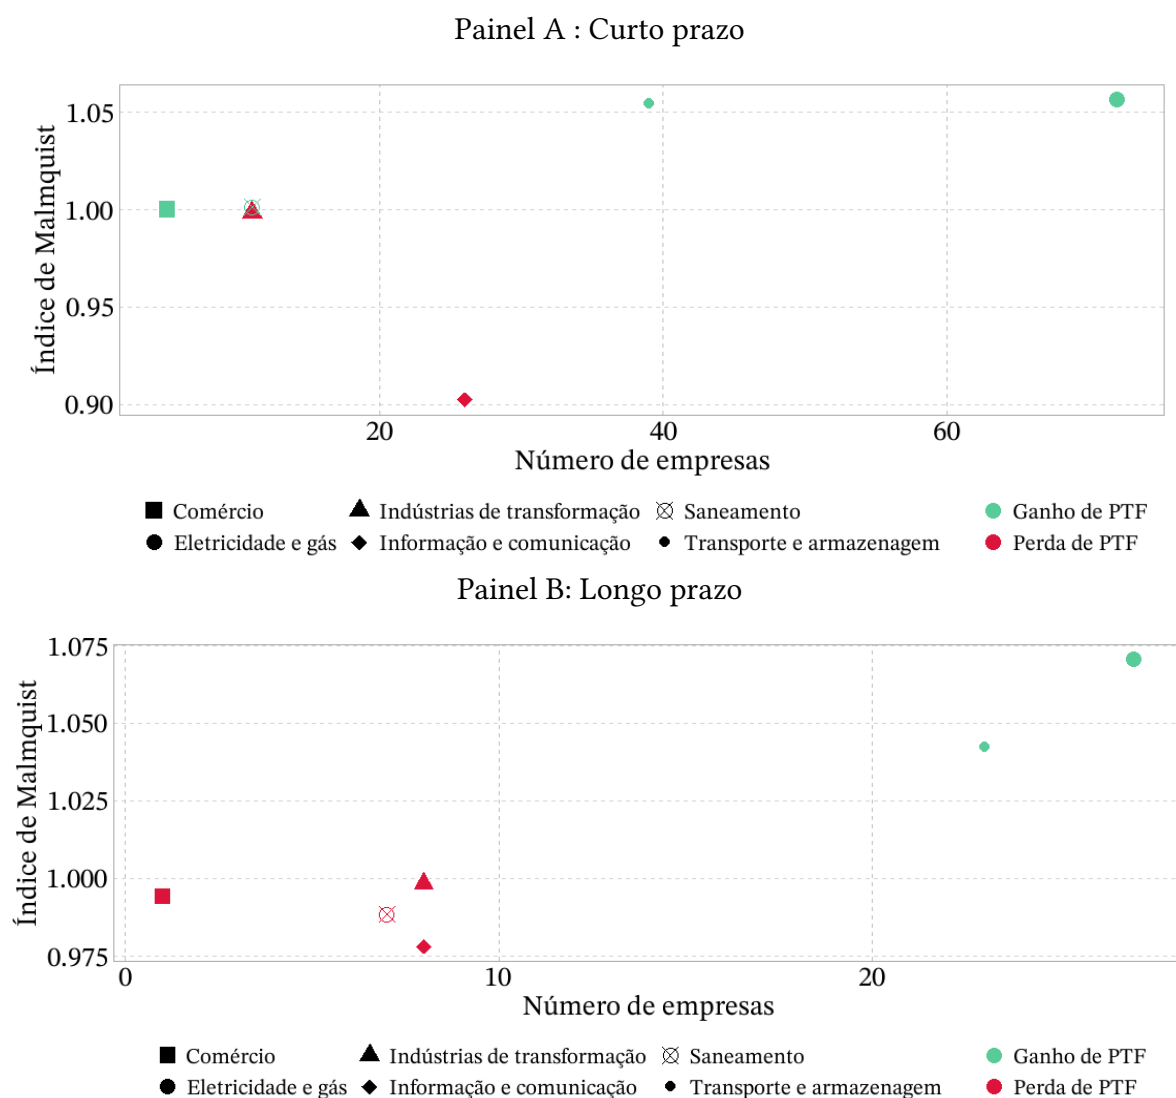 Painel A : Curto prazo
Índice de Malmquist
1.05
1.00
0.95
0.90
20 40 60
Número de empresas
Comércio Indústrias de transformação Saneamento Ganho de PTF
Eletricidade e gás Informação e comunicação Transporte e armazenagem Perda de PTF
Painel B: Longo prazo
Índice de Malmquist
1.075
1.050
1.025
1.000
0.975
0 10 20
Número de empresas
Comércio Indústrias de transformação Saneamento Ganho de PTF
Eletricidade e gás Informação e comunicação Transporte e armazenagem Perda de PTF